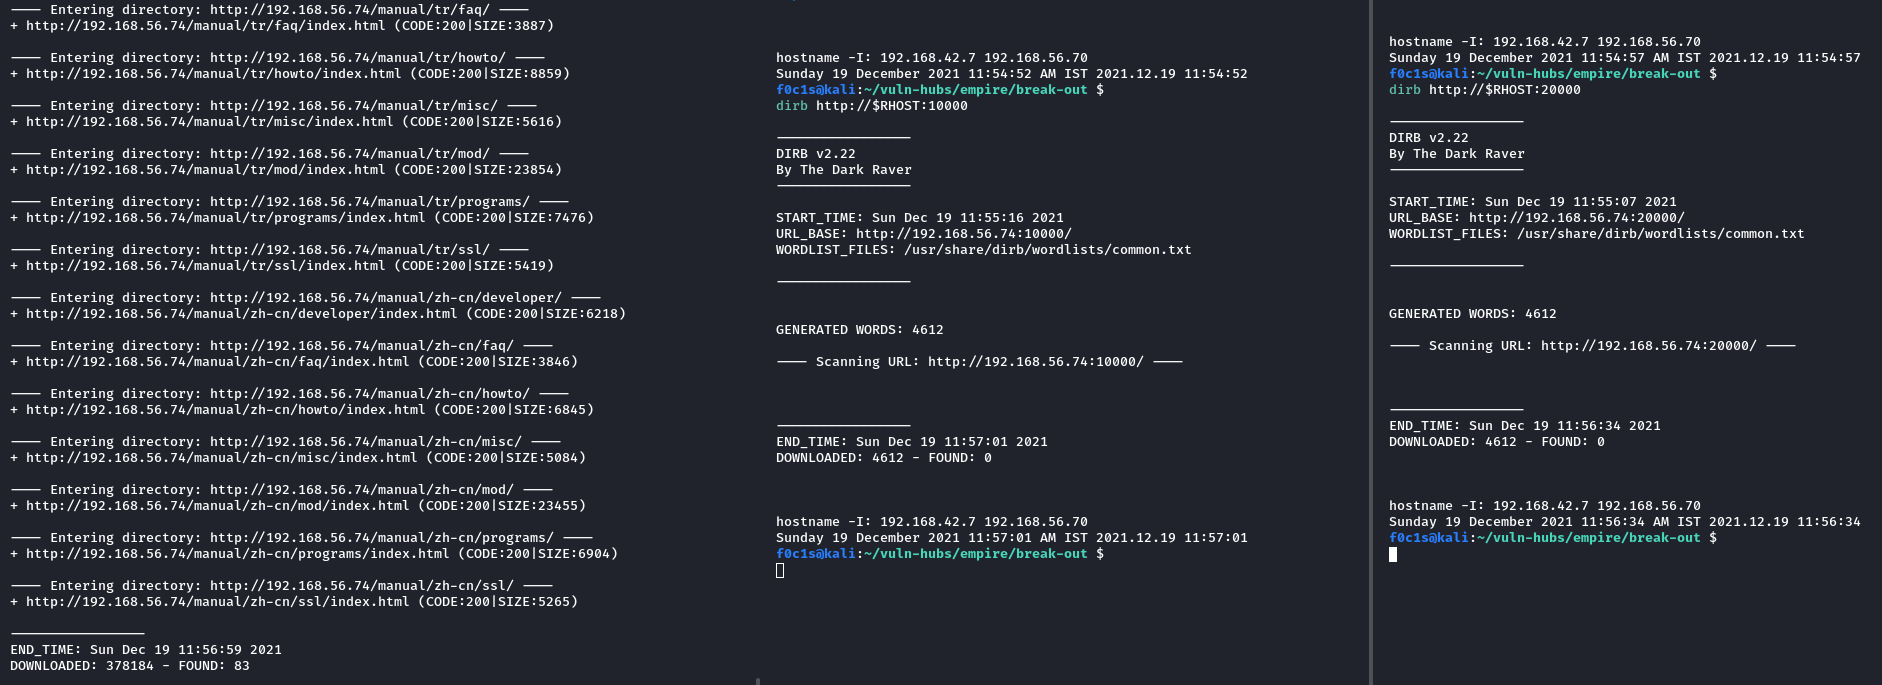 ---- Entering directory: http://192.168.56.74/manual/tr/faq/ ----
+ http://192.168.56.74/manual/tr/faq/index.html (CODE:200|SIZE:3887)
---- Entering directory: http://192.168.56.74/manual/tr/howto/ ----
+ http://192.168.56.74/manual/tr/howto/index.html (CODE:200|SIZE:8859)
---- Entering directory: http://192.168.56.74/manual/tr/misc/ ----
+ http://192.168.56.74/manual/tr/misc/index.html (CODE:200|SIZE:5616)
---- Entering directory: http://192.168.56.74/manual/tr/mod/ ----
+ http://192.168.56.74/manual/tr/mod/index.html (CODE:200|SIZE:23854)
---- Entering directory: http://192.168.56.74/manual/tr/programs/ ----
+ http://192.168.56.74/manual/tr/programs/index.html (CODE:200|SIZE:7476)
---- Entering directory: http://192.168.56.74/manual/tr/ssl/ ----
+ http://192.168.56.74/manual/tr/ssl/index.html (CODE:200|SIZE:5419)
---- Entering directory: http://192.168.56.74/manual/zh-cn/developer/ ----
+ http://192.168.56.74/manual/zh-cn/developer/index.html (CODE:200|SIZE:6218)
---- Entering directory: http://192.168.56.74/manual/zh-cn/faq/ ----
+ http://192.168.56.74/manual/zh-cn/faq/index.html (CODE:200|SIZE:3846)
---- Entering directory: http://192.168.56.74/manual/zh-cn/howto/ ----
+ http://192.168.56.74/manual/zh-cn/howto/index.html (CODE:200|SIZE:6845)
---- Entering directory: http://192.168.56.74/manual/zh-cn/misc/ ----
+ http://192.168.56.74/manual/zh-cn/misc/index.html (CODE:200|SIZE:5084)
---- Entering directory: http://192.168.56.74/manual/zh-cn/mod/ ----
+ http://192.168.56.74/manual/zh-cn/mod/index.html (CODE:200|SIZE:23455)
---- Entering directory: http://192.168.56.74/manual/zh-cn/programs/ ----
+ http://192.168.56.74/manual/zh-cn/programs/index.html (CODE:200|SIZE:6904)
---- Entering directory: http://192.168.56.74/manual/zh-cn/ssl/ ----
+ http://192.168.56.74/manual/zh-cn/ssl/index.html (CODE:200|SIZE:5265)
-----------------
END_TIME: Sun Dec 19 11:56:59 2021
DOWNLOADED: 378184 - FOUND: 83
hostname -I: 192.168.42.7 192.168.56.70
Sunday 19 December 2021 11:54:52 AM IST 2021.12.19 11:54:52
f0c1s@kali:~/vuln-hubs/empire/break-out $
dirb http://$RHOST:10000
-----------------
DIRB v2.22
By The Dark Raver
-----------------
START_TIME: Sun Dec 19 11:55:16 2021
URL_BASE: http://192.168.56.74:10000/
WORDLIST_FILES: /usr/share/dirb/wordlists/common.txt
-----------------
GENERATED WORDS: 4612
---- Scanning URL: http://192.168.56.74:10000/ ----
-----------------
END_TIME: Sun Dec 19 11:57:01 2021
DOWNLOADED: 4612 - FOUND: 0
hostname -I: 192.168.42.7 192.168.56.70
Sunday 19 December 2021 11:57:01 AM IST 2021.12.19 11:57:01
f0c1s@kali:~/vuln-hubs/empire/break-out $
hostname -I: 192.168.42.7 192.168.56.70
Sunday 19 December 2021 11:54:57 AM IST 2021.12.19 11:54:57
f0c1s@kali:~/vuln-hubs/empire/break-out $
dirb http://$RHOST:20000
-----------------
DIRB v2.22
By The Dark Raver
-----------------
START_TIME: Sun Dec 19 11:55:07 2021
URL_BASE: http://192.168.56.74:20000/
WORDLIST_FILES: /usr/share/dirb/wordlists/common.txt
-----------------
GENERATED WORDS: 4612
---- Scanning URL: http://192.168.56.74:20000/ ----
-----------------
END_TIME: Sun Dec 19 11:56:34 2021
DOWNLOADED: 4612 - FOUND: 0
hostname -I: 192.168.42.7 192.168.56.70
Sunday 19 December 2021 11:56:34 AM IST 2021.12.19 11:56:34
f0c1s@kali:~/vuln-hubs/empire/break-out $